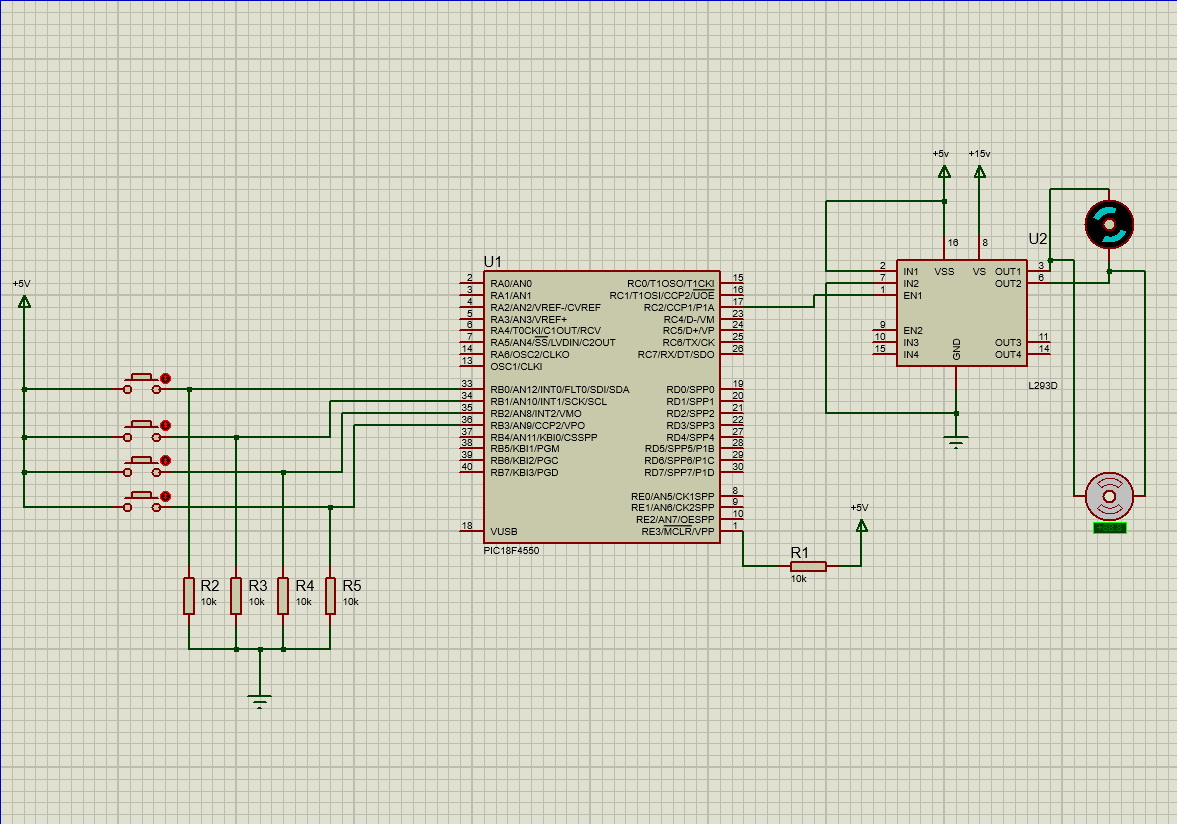 +5v
+15v
U2
16
8
2
IN1
VSS
VS
OUT1
3
7
IN2
OUT2
6
1
EN1
9
EN2
10
IN3
OUT3
11
15
IN4
OUT4
14
GND
L293D
U1
2
RA0/AN0
RC0/T1OSO/T1CKI
15
3
RA1/AN1
RC1/T1OSI/CCP2/UOE
16
4
RA2/AN2/VREF-/CVREF
RC2/CCP1/P1A
17
5
RA3/AN3/VREF+
RC4/D-/VM
23
6
RA4/T0CKI/C1OUT/RCV
RC5/D+/VP
24
7
RA5/AN4/SS/LVDIN/C2OUT
RC6/TX/CK
25
14
RA6/OSC2/CLKO
RC7/RX/DT/SDO
26
13
OSC1/CLKI
33
RB0/AN12/INT0/FLT0/SDI/SDA
RD0/SPP0
19
34
RB1/AN10/INT1/SCK/SCL
RD1/SPP1
20
35
RB2/AN8/INT2/VMO
RD2/SPP2
21
36
RB3/AN9/CCP2/VPO
RD3/SPP3
22
37
RB4/AN11/KBI0/CSSPP
RD4/SPP4
27
38
RB5/KBI1/PGM
RD5/SPP5/P1B
28
39
RB6/KBI2/PGC
RD6/SPP6/P1C
29
40
RB7/KBI3/PGD
RD7/SPP7/P1D
30
RE0/AN5/CK1SPP
8
RE1/AN6/CK2SPP
9
RE2/AN7/OESPP
10
18
VUSB
RE3/MCLR/VPP
1
PIC18F4550
+5V
+5V
R1
10k
R2
10k
R3
10k
R4
10k
R5
10k